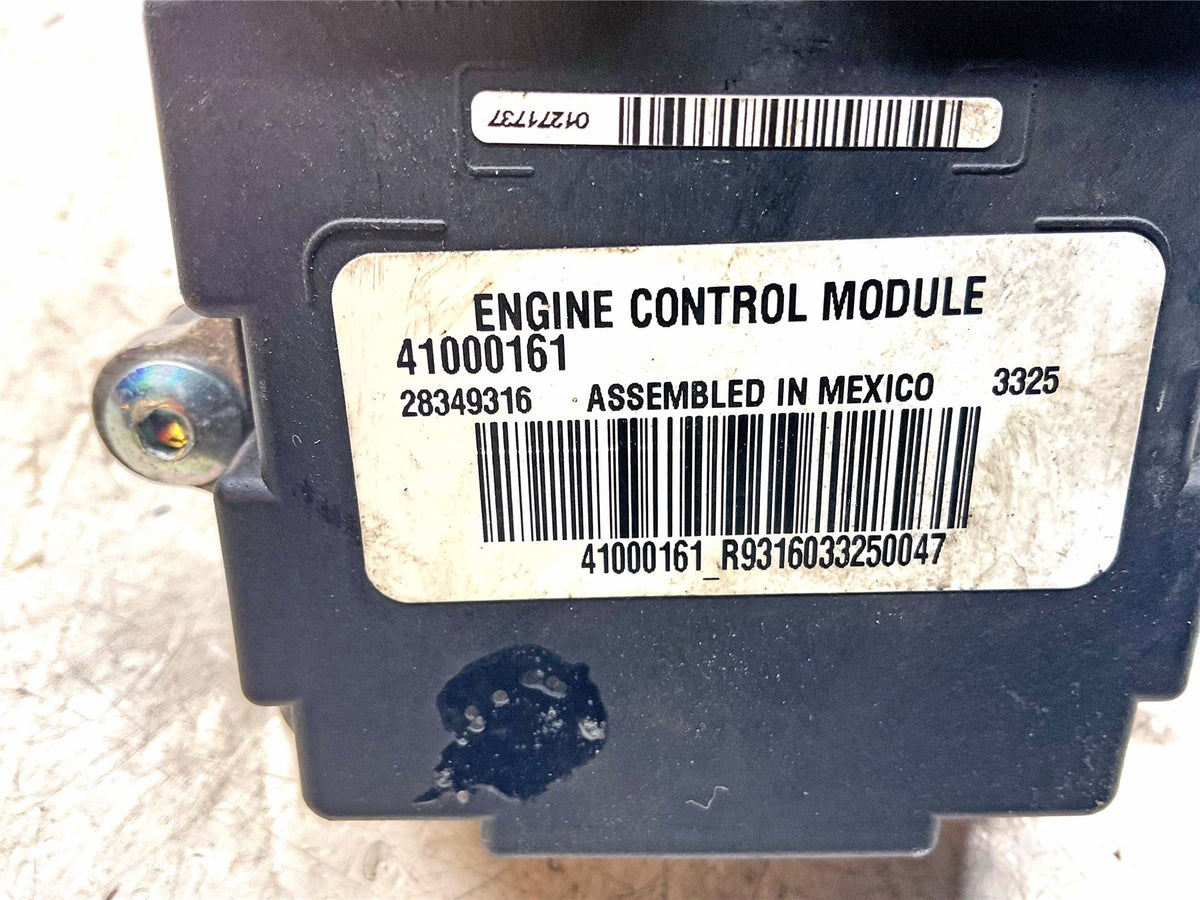 01271737
ENGINE CONTROL MODULE
41000161
28349316 ASSEMBLED IN MEXICO 3325
41000161_R9316033250047